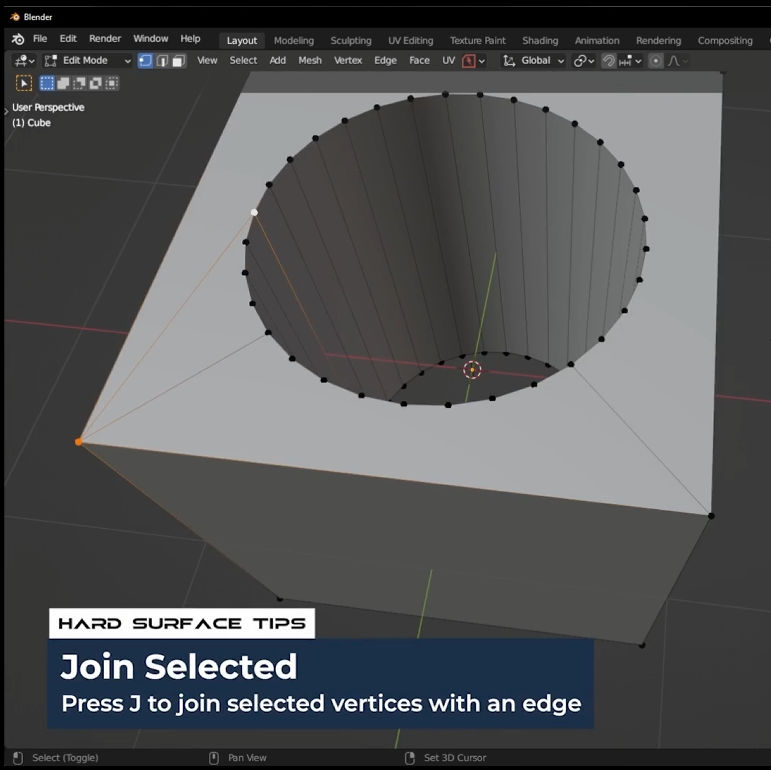 Blender
File Edit Render Window Help Layout Modeling Sculpting UV Editing Texture Paint Shading Animation Rendering Compositing
Edit Mode View Select Add Mesh Vertex Edge Face UV Global
User Perspective
(1) Cube
HARD SURFACE TIPS
Join Selected
Press J to join selected vertices with an edge
Select (Toggle) Pan View Set 3D Cursor